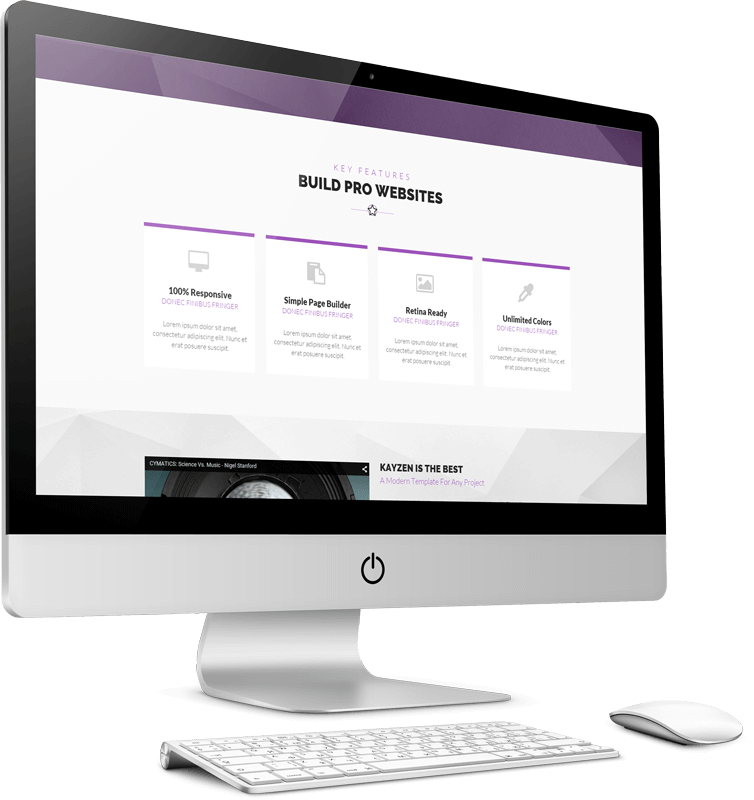 KEY FEATURES
BUILD PRO WEBSITES
100% Responsive
DONEC FINIBUS FRINGER
Lorem ipsum dolor sit amet,
consectetur adipiscing elit. Nunc et
erat posuere suscipit.
Simple Page Builder
DONEC FINIBUS FRINGER
Lorem ipsum dolor sit amet,
consectetur adipiscing elit. Nunc et
erat posuere suscipit.
Retina Ready
DONEC FINIBUS FRINGER
Lorem ipsum dolor sit amet,
consectetur adipiscing elit. Nunc et
erat posuere suscipit.
Unlimited Colors
DONEC FINIBUS FRINGER
Lorem ipsum dolor sit amet,
consectetur adipiscing elit. Nunc et
erat posuere suscipit.
CYMATICS: Science Vs. Music - Nigel Stanford
KAYZEN IS THE BEST
A Modern Template For Any Project